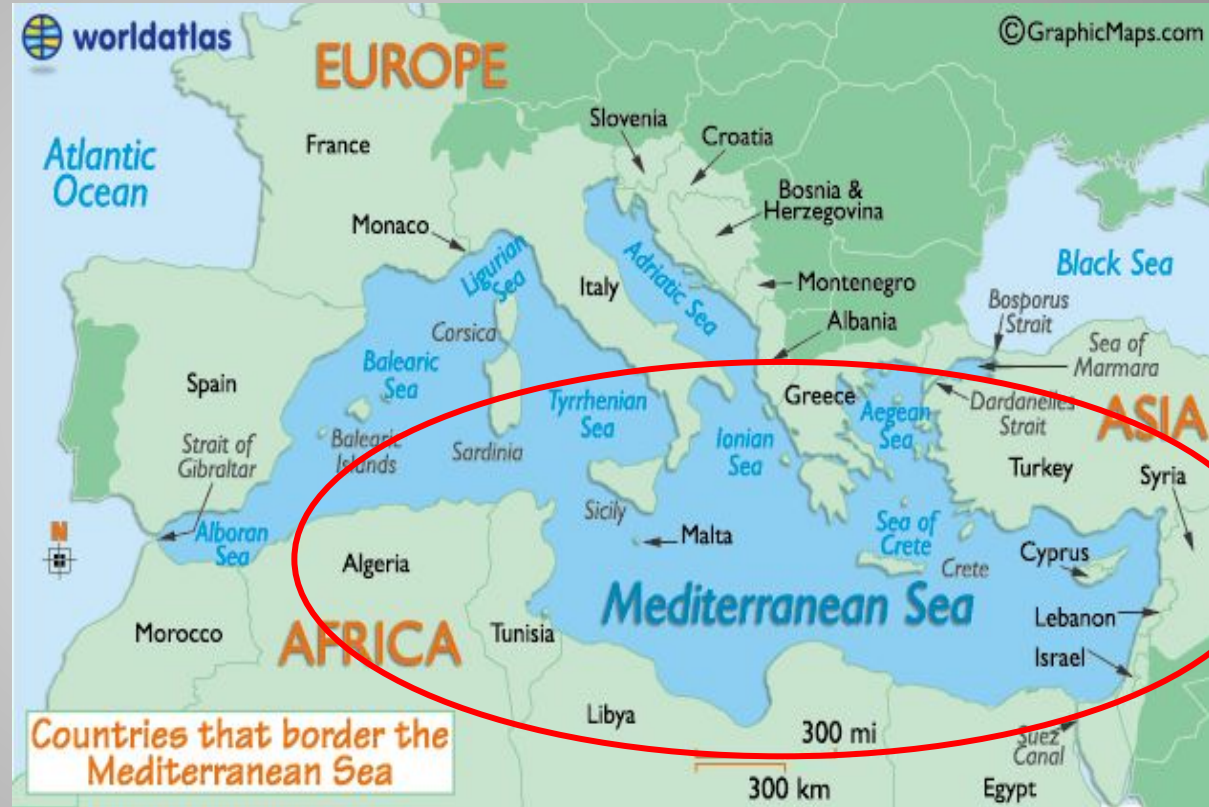 worldatlas
©GraphicMaps.com
EUROPE
Atlantic
Ocean
France
Slovenia
Croatia
Bosnia &
Herzegovina
Monaco
Ligurian
Sea
Italy
Adriatic Sea
Montenegro
Albania
Black Sea
Bosporus
Strait
Sea of
Marmara
Corsica
Balearic
Sea
Spain
Tyrrhenian
Sea
Greece
Aegean
Sea
Dardanelles
Strait
ASIA
Strait of
Gibraltar
Balearic
Islands
Sardinia
Ionian
Sea
Turkey
Syria
Sicily
Malta
Sea of
Crete
Crete
Cyprus
N
Alboran
Sea
Algeria
Mediterranean Sea
Lebanon
Morocco
AFRICA
Tunisia
Israel
Libya
300 mi
300 km
Suez
Canal
Egypt
Countries that border the
Mediterranean Sea